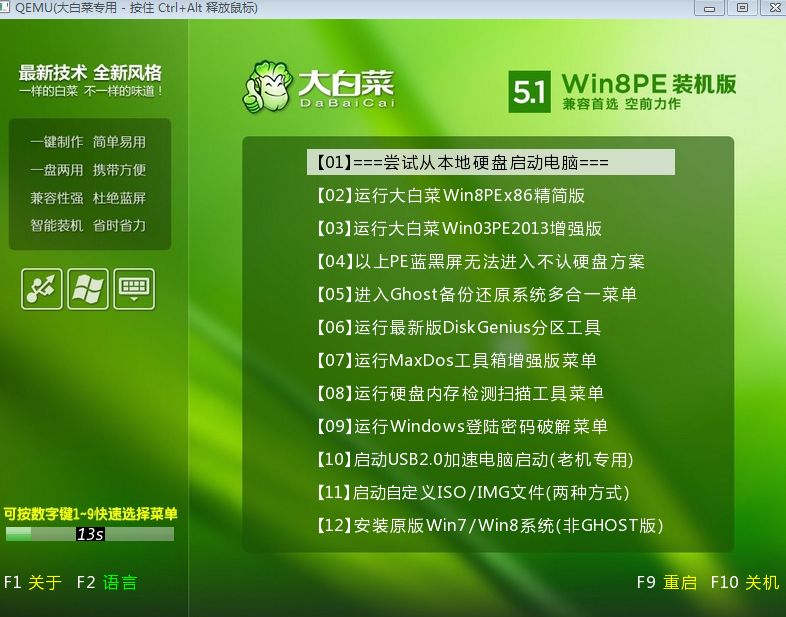 QEMU(大白菜专用 - 按住 Ctrl+Alt 释放鼠标)
最新技术 全新风格
一样的白菜 不一样的味道！
一键制作 简单易用
一盘两用 携带方便
兼容性强 杜绝蓝屏
智能装机 省时省力
大白菜
DaBaiCai
5.1 Win8PE装机版
兼容首选 空前力作
【01】===尝试从本地硬盘启动电脑===
【02】运行大白菜Win8PEx86精简版
【03】运行大白菜Win03PE2013增强版
【04】以上PE蓝黑屏无法进入不认硬盘方案
【05】进入Ghost备份还原系统多合一菜单
【06】运行最新版DiskGenius分区工具
【07】运行MaxDos工具箱增强版菜单
【08】运行硬盘内存检测扫描工具菜单
【09】运行Windows登陆密码破解菜单
【10】启动USB2.0加速电脑启动(老机专用)
【11】启动自定义ISO/IMG文件(两种方式)
【12】安装原版Win7/Win8系统(非GHOST版)
可按数字键1~9快速选择菜单
13s
F1 关于 F2 语言
F9 重启 F10 关机